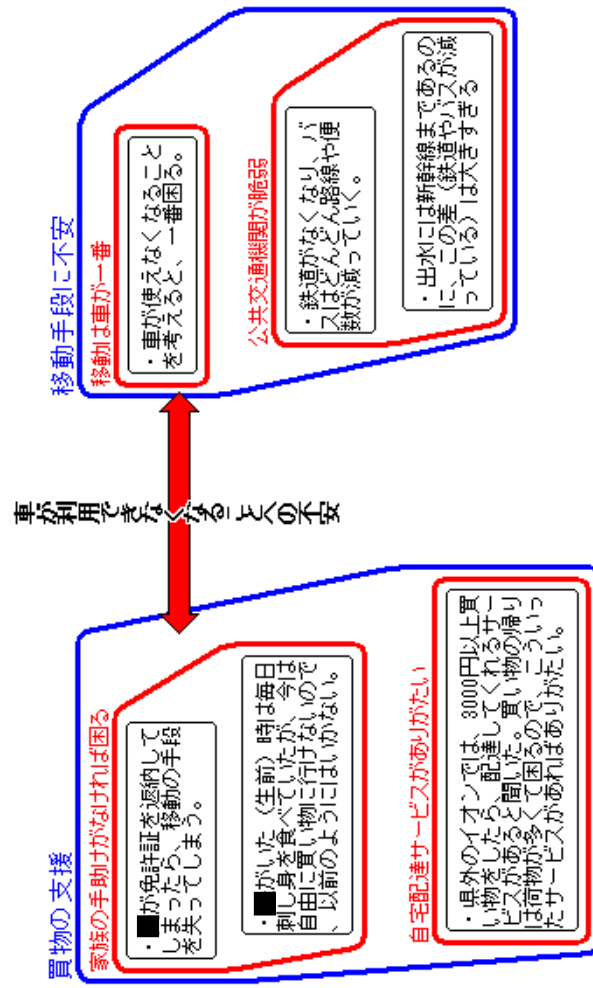 買物の支援
家族の手助けがなければ困る
・■が免許証を返納して
しまったら、移動の手段
を失ってしまう。
・■がいた（生前）時は毎日
刺し身を食べていたが、今は
自由に買い物に行けないので
、以前のようにはいかない。
自宅配達サービスがありがたい
・県外のイオンでは、3000円以上買
い物をしたら、配達してくれるサー
ビスがあると聞いた。買い物の帰り
は荷物が多くて困るので、こういっ
たサービスがあればありがたい。
車が利用できなくなることへの不安
移動手段に不安
移動は車が一番
・車が使えなくなること
を考えると、一番困る。
公共交通機関が脆弱
・鉄道がなくなり、バ
スはどんどん路線や便
数が減っていく。
・出水には新幹線まであるの
に、この差（鉄道やバスが減
っている）は大きすぎる